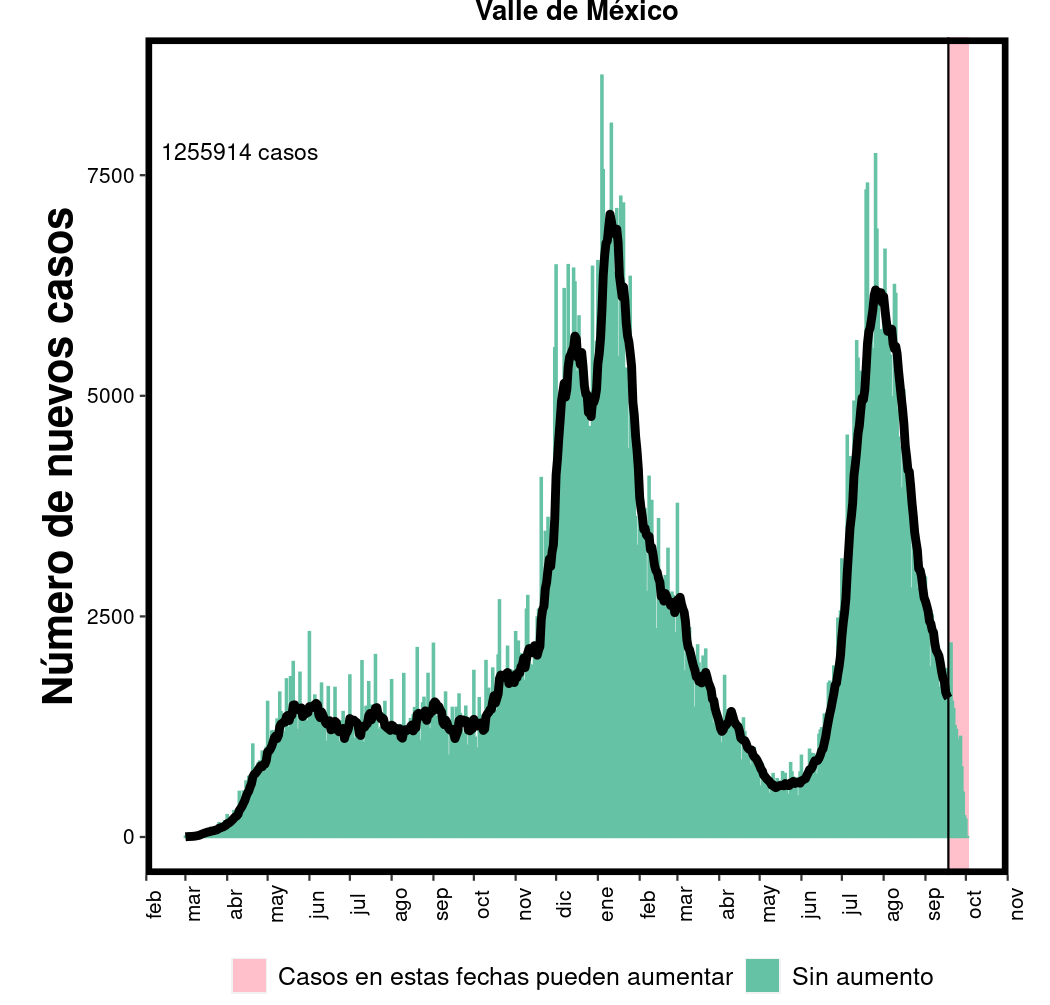 Valle de México
Número de nuevos casos
1255914 casos
7500
5000
2500
0
feb
mar
abr
may
jun
jul
ago
sep
oct
nov
dic
ene
feb
mar
abr
may
jun
jul
ago
sep
oct
nov
Casos en estas fechas pueden aumentar
Sin aumento